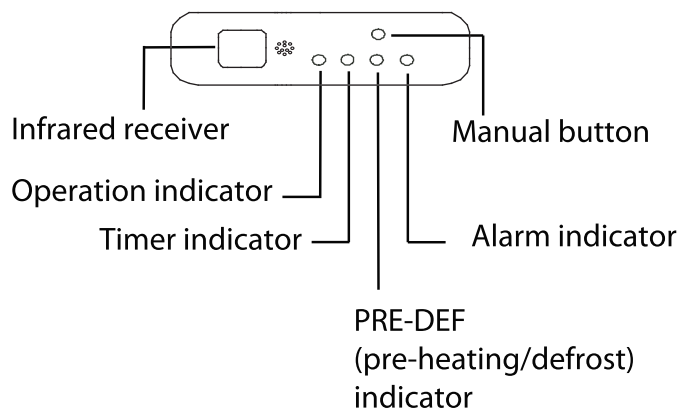 Infrared receiver
Manual button
Operation indicator
Timer indicator
Alarm indicator
PRE-DEF
(pre-heating/defrost)
indicator